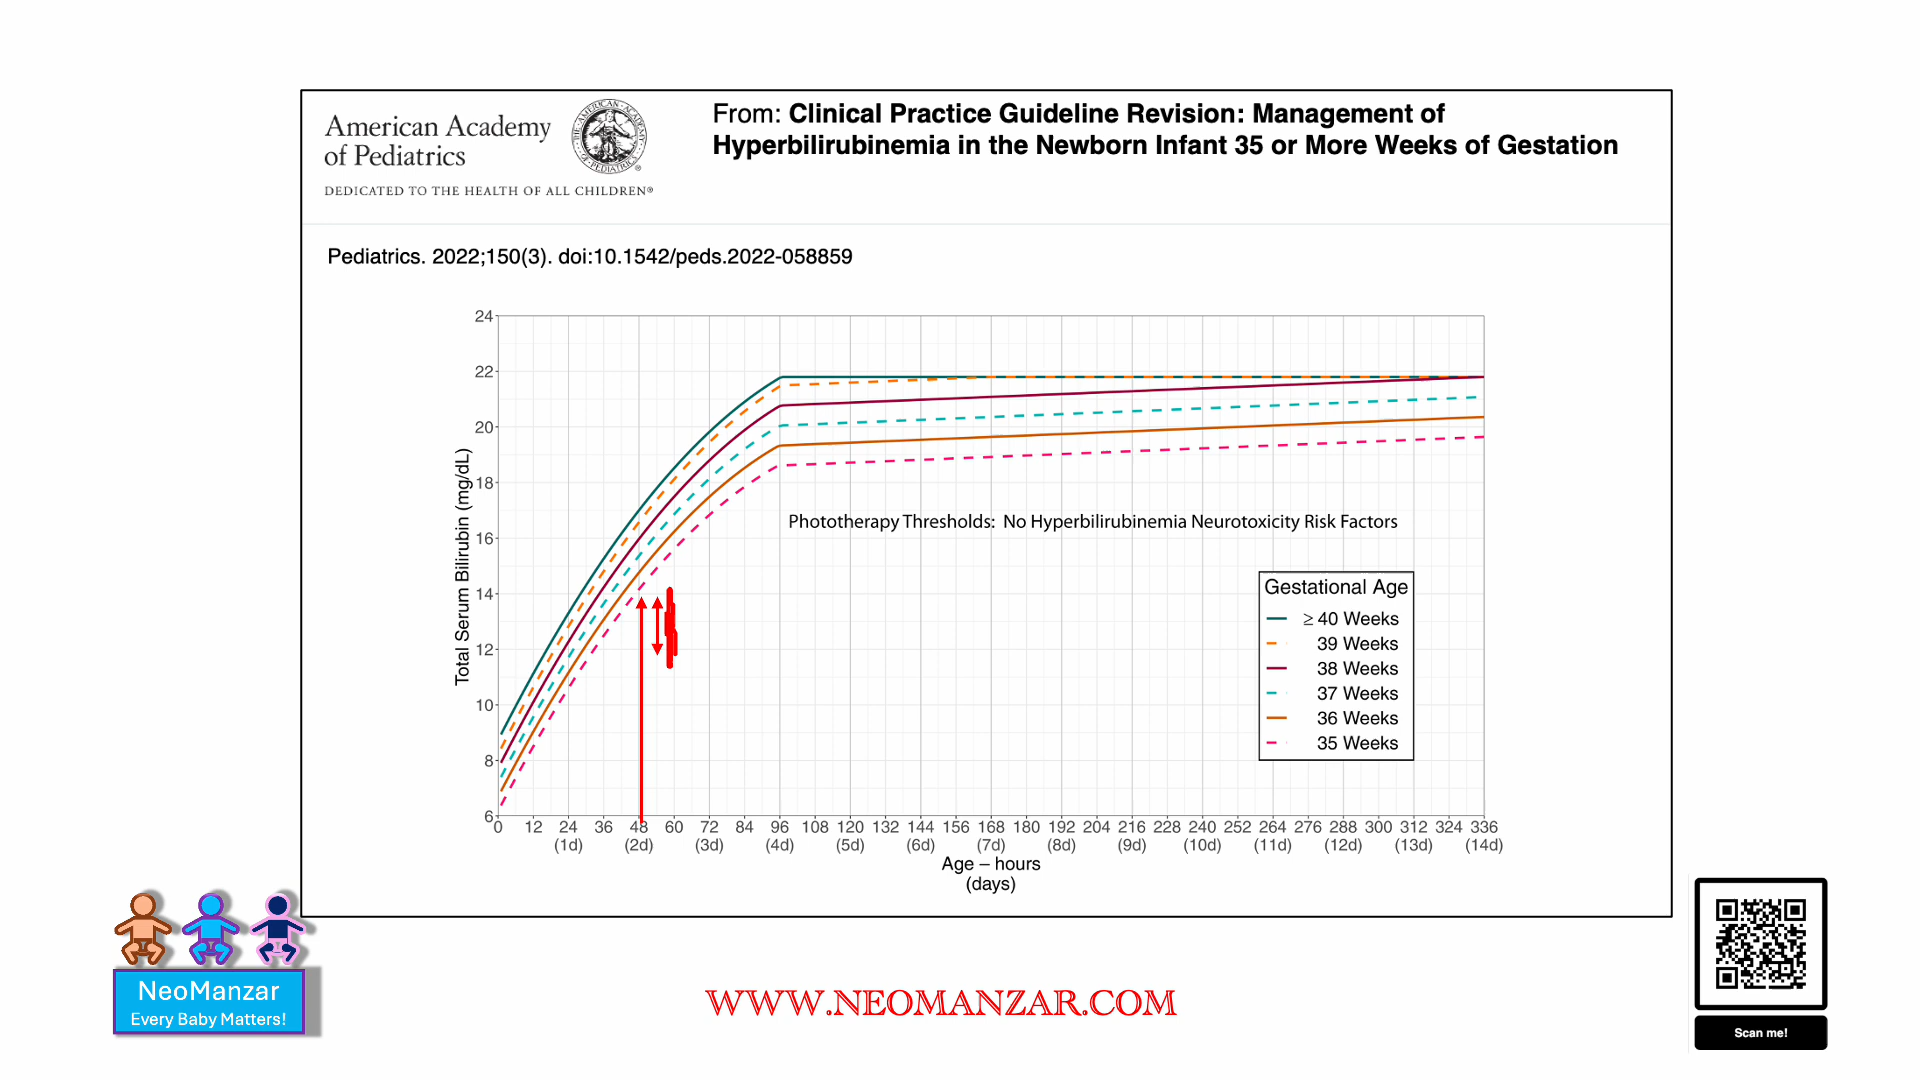 American Academy
of Pediatrics
DEDICATED TO THE HEALTH OF ALL CHILDREN®
From: Clinical Practice Guideline Revision: Management of
Hyperbilirubinemia in the Newborn Infant 35 or More Weeks of Gestation
Pediatrics. 2022;150(3). doi:10.1542/peds.2022-058859
Total Serum Bilirubin (mg/dL)
24
22
20
18
16
14
12
10
8
6
Phototherapy Thresholds: No Hyperbilirubinemia Neurotoxicity Risk Factors
Gestational Age
≥ 40 Weeks
39 Weeks
38 Weeks
37 Weeks
36 Weeks
35 Weeks
0 12 24 36 48 60 72 84 96 108 120 132 144 156 168 180 192 204 216 228 240 252 264 276 288 300 312 324 336
(1d) (2d) (3d) (4d) (5d) (6d) (7d) (8d) (9d) (10d) (11d) (12d) (13d) (14d)
Age – hours
(days)
NeoManzar
Every Baby Matters!
WWW.NEOMANZAR.COM
Scan me!